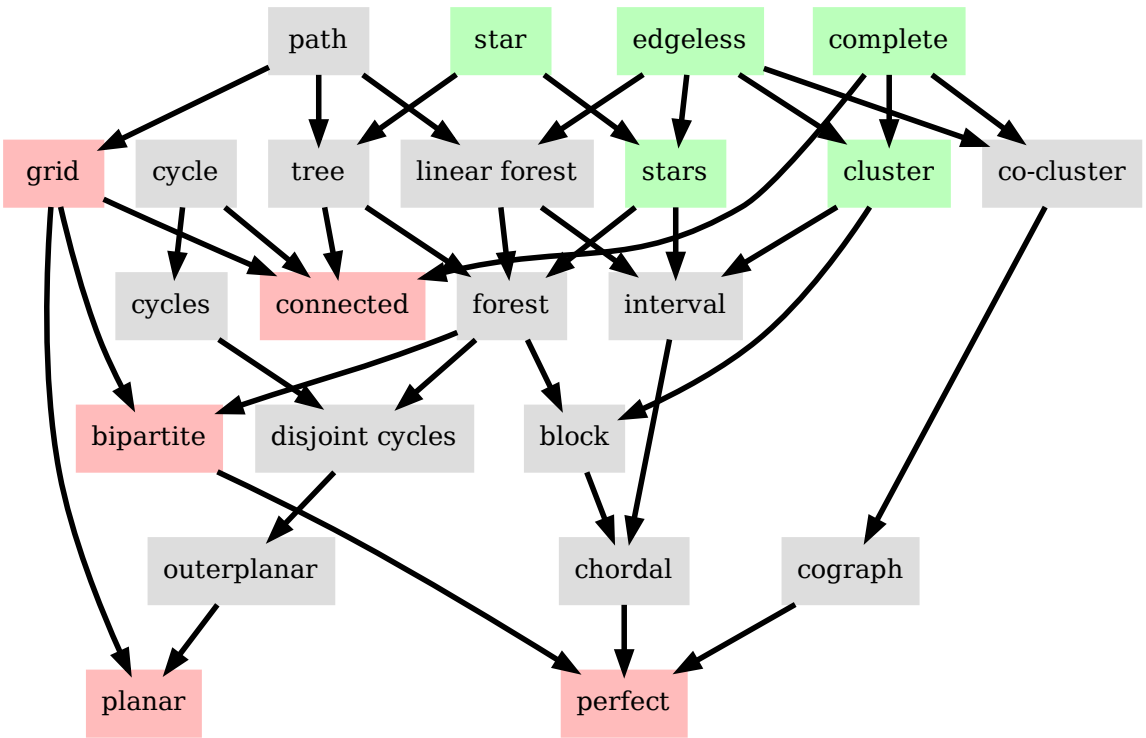 path
star
edgeless
complete
grid
cycle
tree
linear forest
stars
cluster
co-cluster
cycles
connected
forest
interval
bipartite
disjoint cycles
block
outerplanar
chordal
cograph
planar
perfect